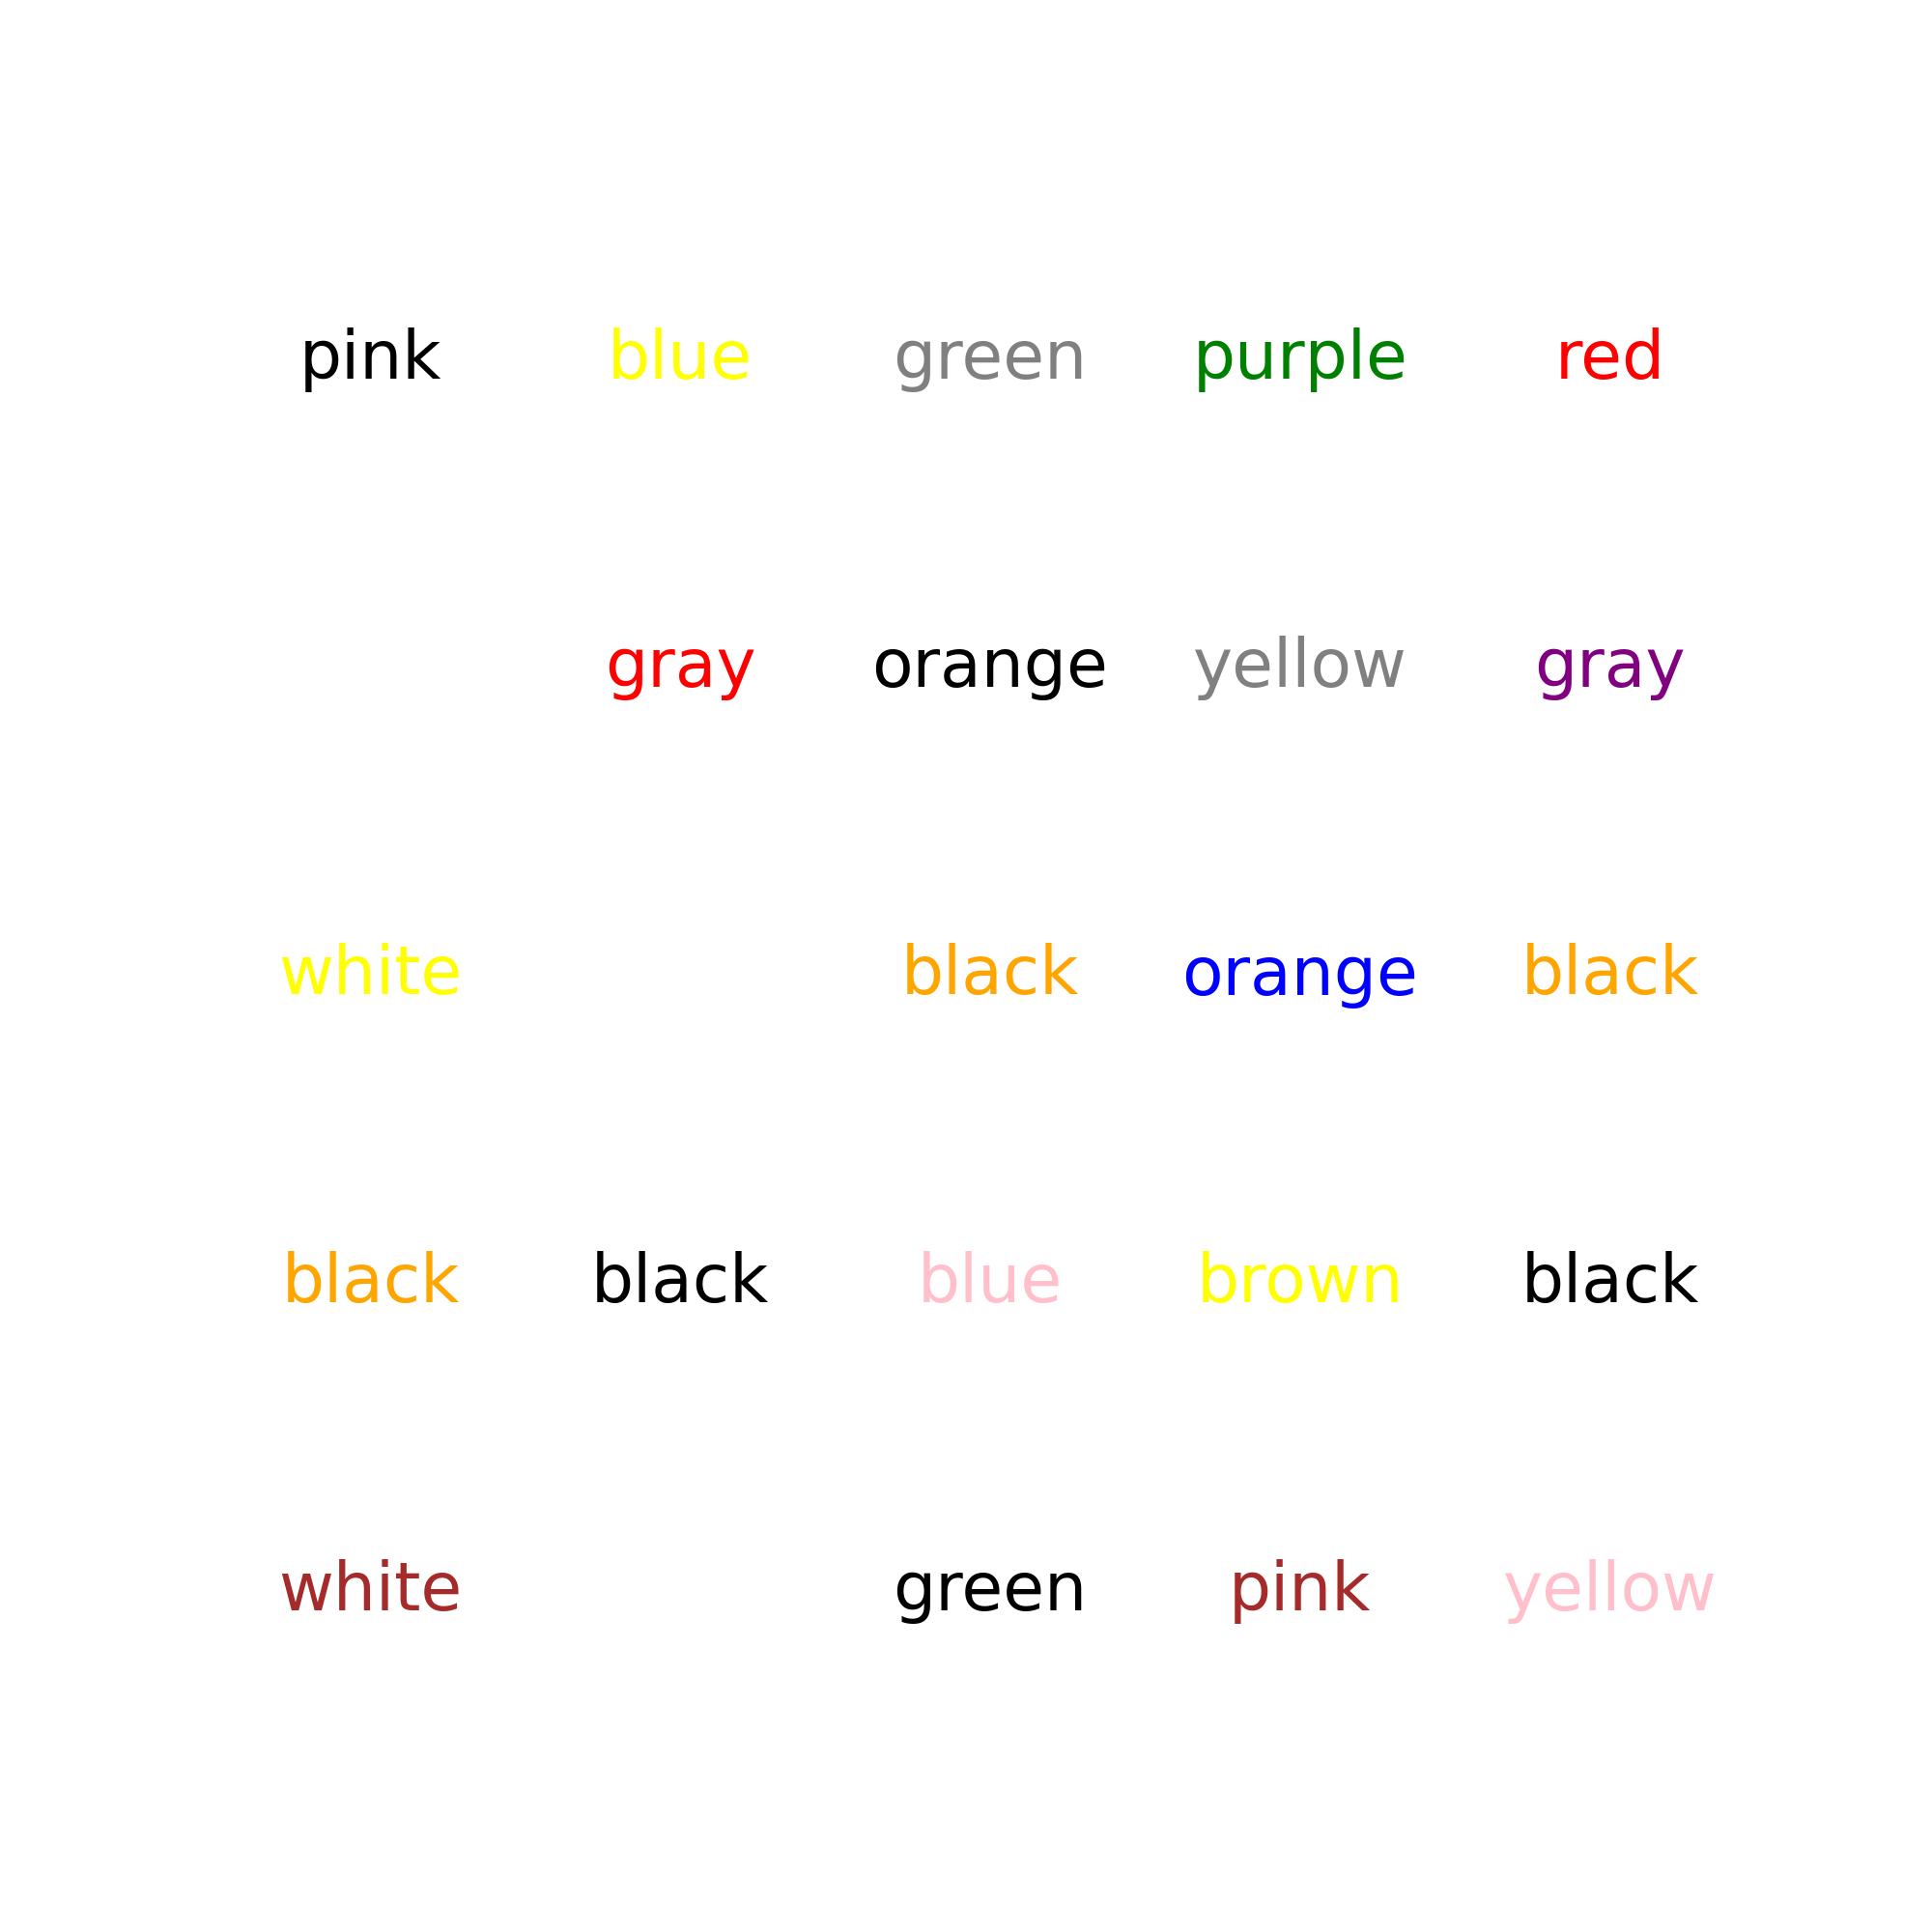 pink blue green purple red
gray orange yellow gray
white black orange black
black black blue brown black
white green pink yellow